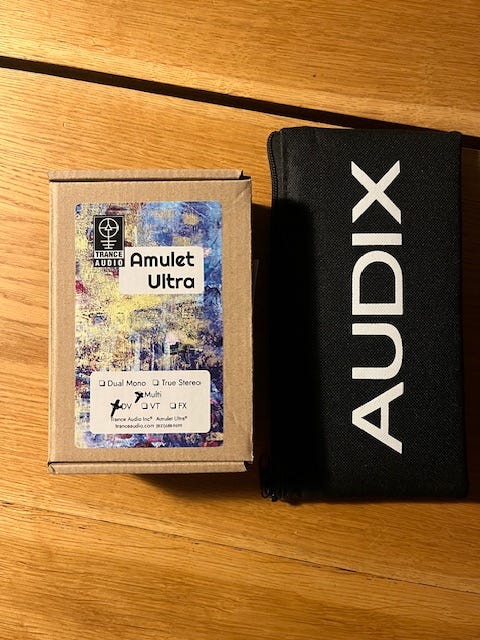 TRANCE
AUDIO
Amulet
Ultra
Dual Mono True Stereo
Multi
DV VT FX
Trance Audio Inc® Amulet Ultra®
tranceaudio.com
AUDIX